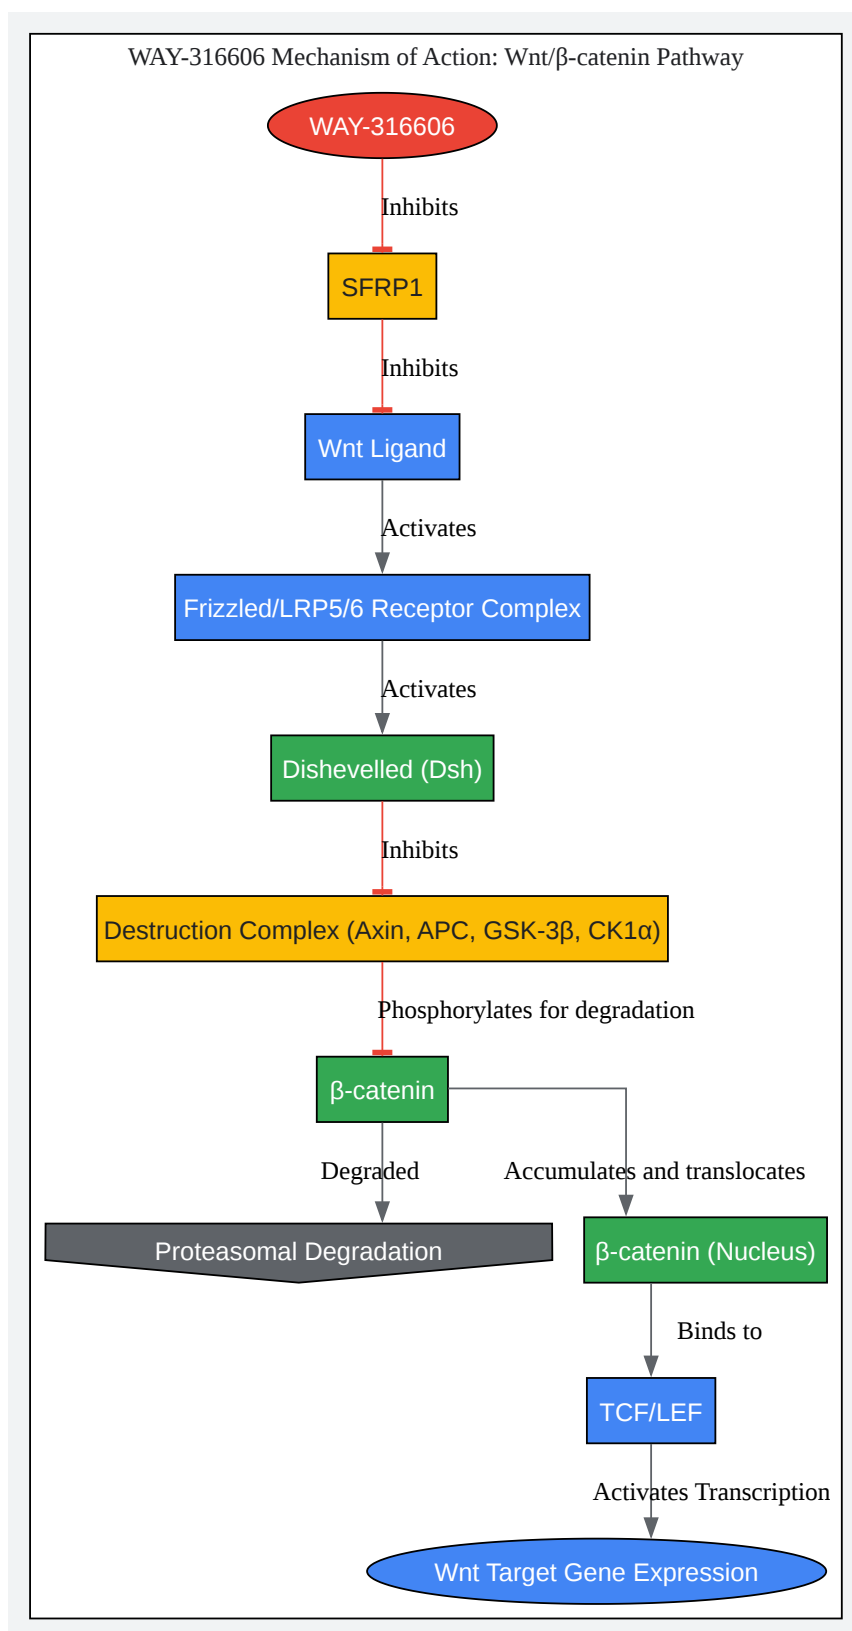 WAY-316606 Mechanism of Action: Wnt/β-catenin Pathway
WAY-316606
Inhibits
SFRP1
Inhibits
Wnt Ligand
Activates
Frizzled/LRP5/6 Receptor Complex
Activates
Dishevelled (Dsh)
Inhibits
Destruction Complex (Axin, APC, GSK-3β, CK1α)
Phosphorylates for degradation
β-catenin
Degraded
Accumulates and translocates
Proteasomal Degradation
β-catenin (Nucleus)
Binds to
TCF/LEF
Activates Transcription
Wnt Target Gene Expression